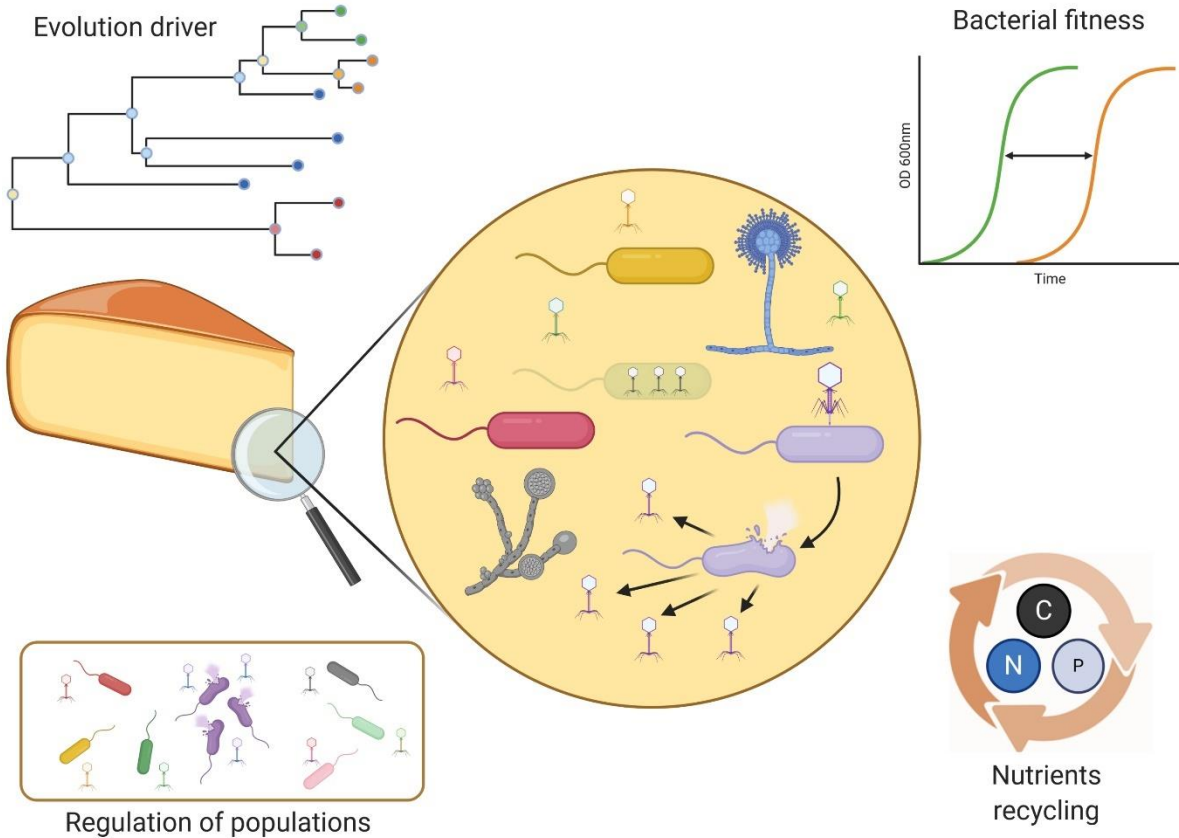 Evolution driver
Bacterial fitness
OD 600nm
Time
C
N
P
Nutrients
recycling
Regulation of populations